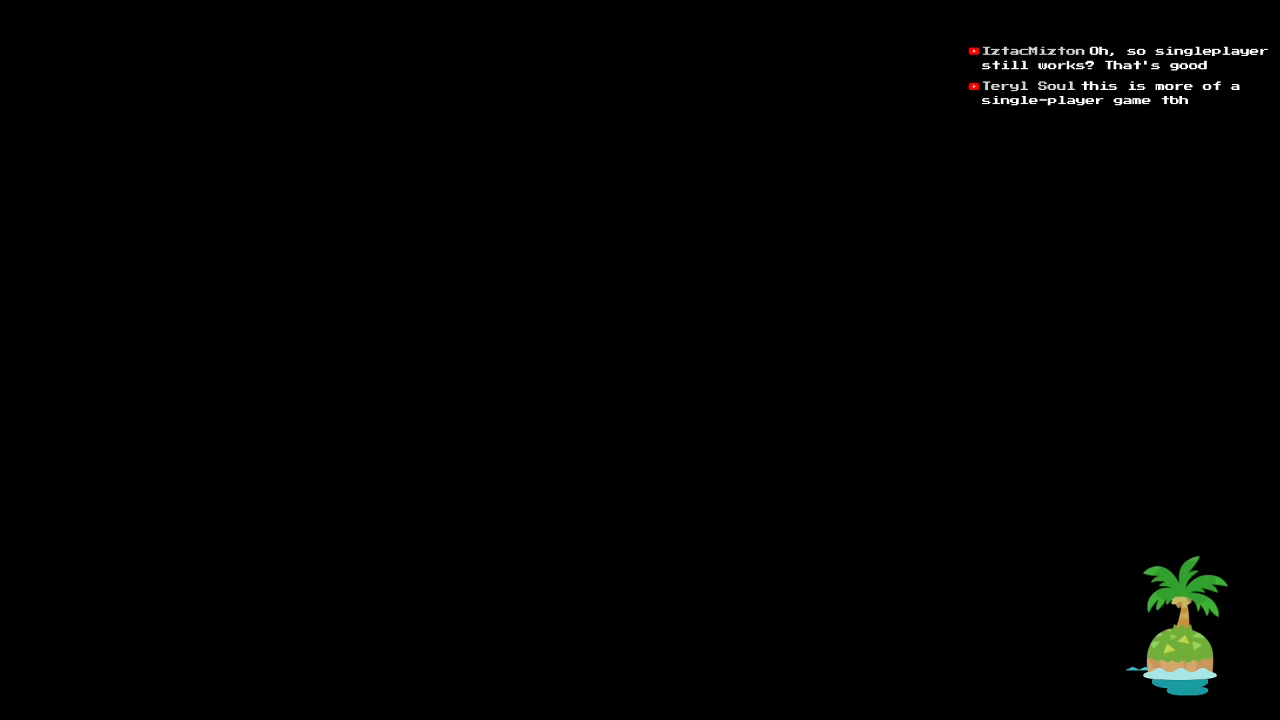 IztacMizton Oh, so singleplayer
still works? That's good
Teryl Soul this is more of a
single-player game tbh